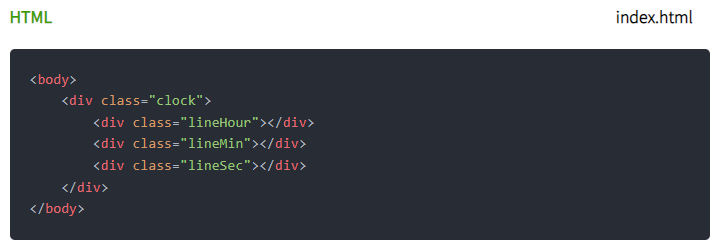 HTML index.html
<body>
    <div class="clock">
        <div class="lineHour"></div>
        <div class="lineMin"></div>
        <div class="lineSec"></div>
    </div>
</body>